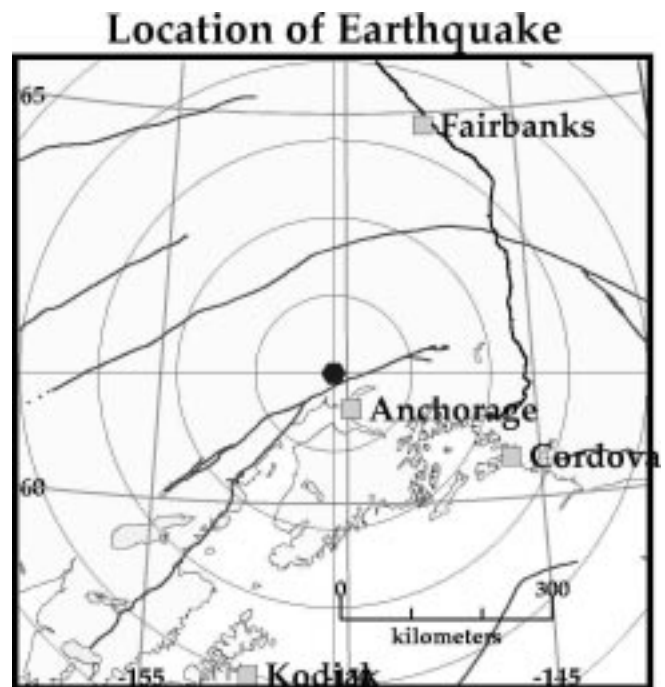 Location of Earthquake
65
Fairbanks
Anchorage
Cordova
60
0
300
kilometers
-155
Kodiak
-145